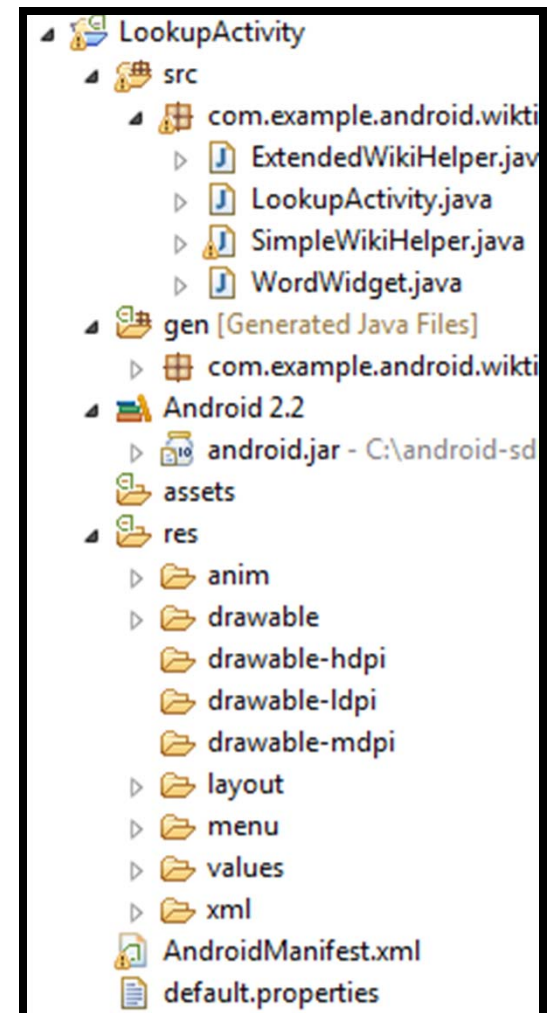 LookupActivity
src
com.example.android.wikti
ExtendedWikiHelper.jav
LookupActivity.java
SimpleWikiHelper.java
WordWidget.java
gen [Generated Java Files]
com.example.android.wikti
Android 2.2
android.jar - C:\android-sd
assets
res
anim
drawable
drawable-hdpi
drawable-ldpi
drawable-mdpi
layout
menu
values
xml
AndroidManifest.xml
default.properties